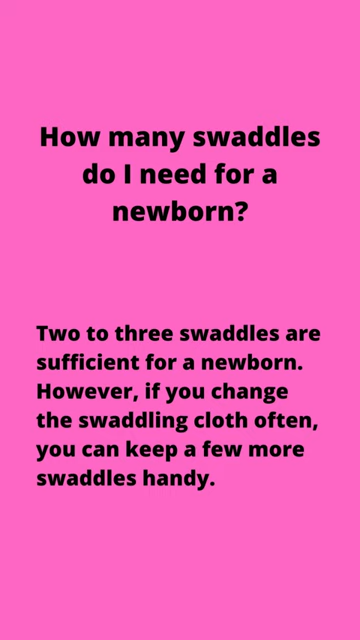 How many swaddles
do I need for a
newborn?
Two to three swaddles are
sufficient for a newborn.
However, if you change
the swaddling cloth often,
you can keep a few more
swaddles handy.